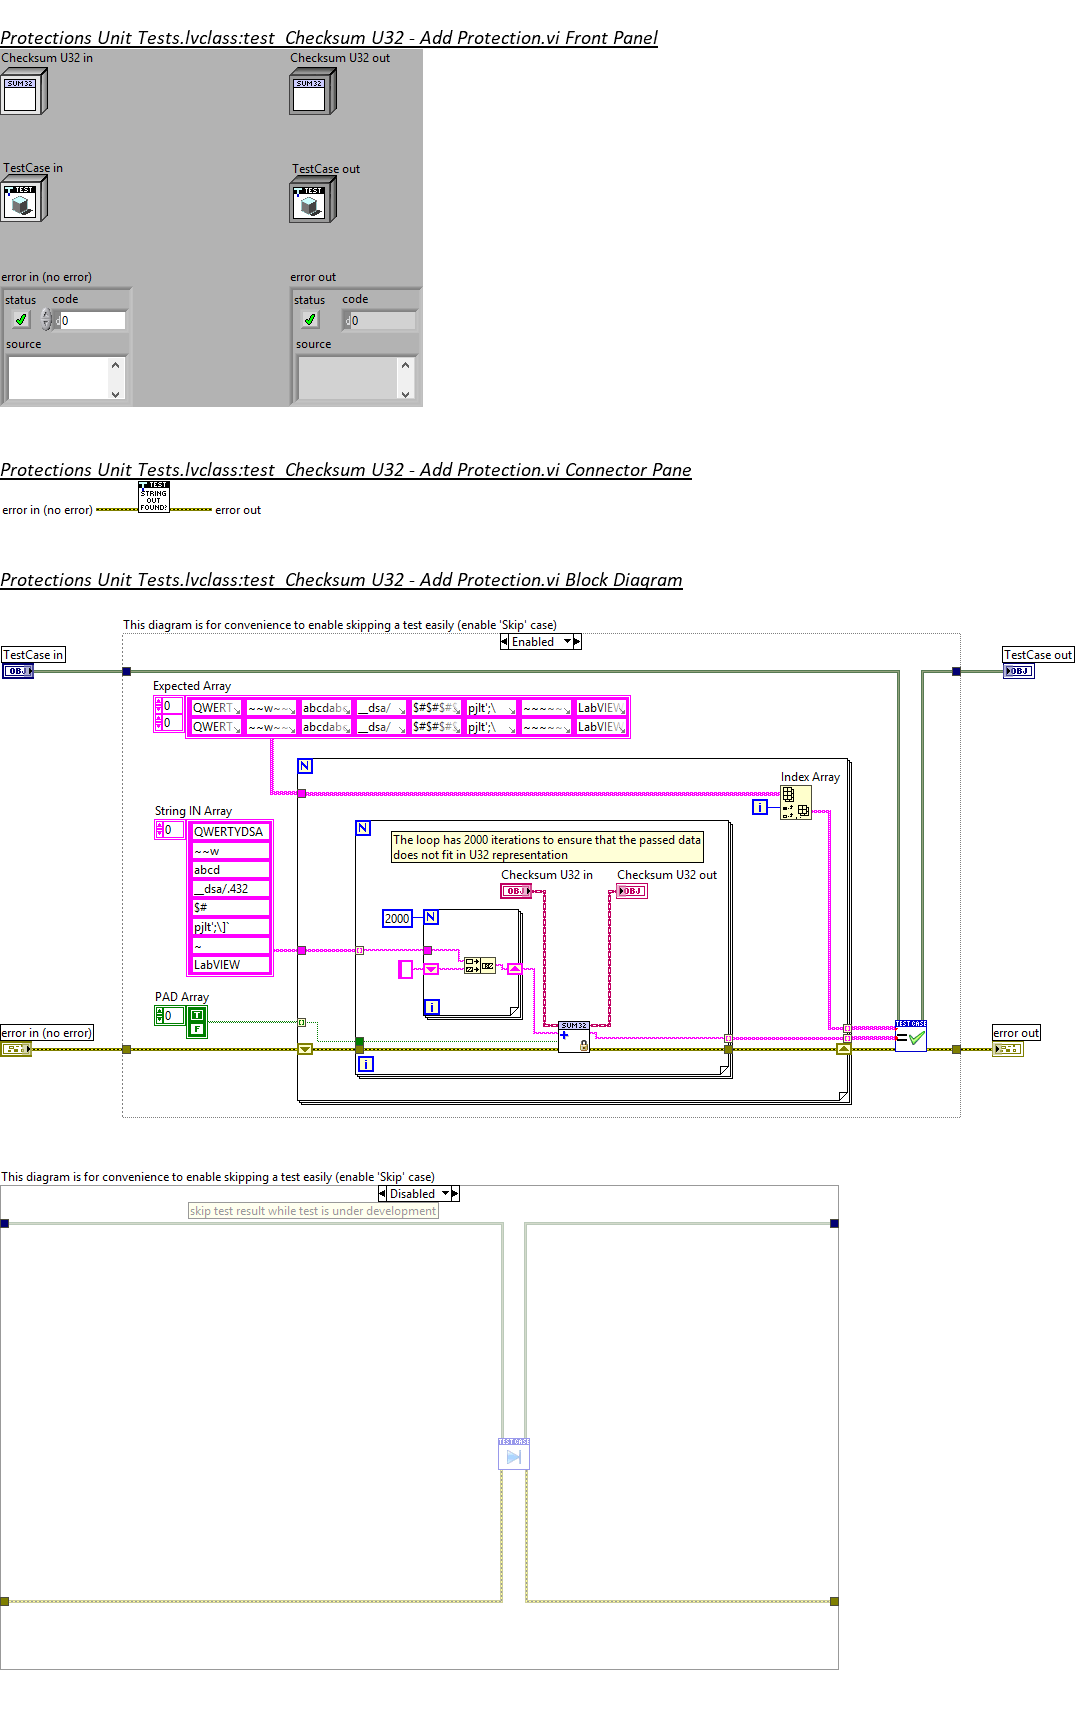 Protections Unit Tests.lvclass:test_Checksum U32 - Add Protection.vi Front Panel
Checksum U32 in
Checksum U32 out
SUM32
SUM32
TestCase in
TestCase out
TEST
TEST
error in (no error)
error out
status code
status code
0
0
source
source
Protections Unit Tests.lvclass:test_Checksum U32 - Add Protection.vi Connector Pane
TEST
STRING
OUT
FOUND?
error in (no error)
error out
Protections Unit Tests.lvclass:test_Checksum U32 - Add Protection.vi Block Diagram
This diagram is for convenience to enable skipping a test easily (enable 'Skip' case)
Enabled
TestCase in
TestCase out
OBJ
OBJ
Expected Array
0 QWERT ~~w~~ abcdab __dsa/ $#$#$#$ pjlt';\ ~~~~~ LabVIEW
0 QWERT ~~w~~ abcdab __dsa/ $#$#$#$ pjlt';\ ~~~~~ LabVIEW
N
Index Array
i
String IN Array
0 QWERTYDSA
~~w
abcd
__dsa/.432
$#
pjlt';\]`
~
LabVIEW
N
The loop has 2000 iterations to ensure that the passed data
does not fit in U32 representation
Checksum U32 in
Checksum U32 out
OBJ
OBJ
2000 N
i
PAD Array
0 T
F
SUM32
TESTCASE
error in (no error)
error out
i
This diagram is for convenience to enable skipping a test easily (enable 'Skip' case)
Disabled
skip test result while test is under development
TESTCASE